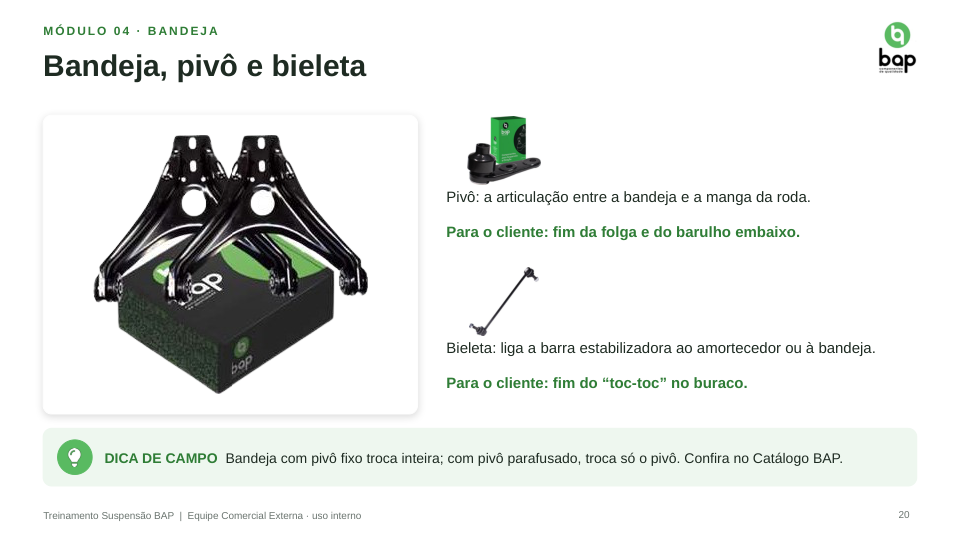 MÓDULO 04 · BANDEJA
Bandeja, pivô e bieleta
bap
Pivô: a articulação entre a bandeja e a manga da roda.
Para o cliente: fim da folga e do barulho embaixo.
bap
bap
Bieleta: liga a barra estabilizadora ao amortecedor ou à bandeja.
Para o cliente: fim do “toc-toc” no buraco.
DICA DE CAMPO Bandeja com pivô fixo troca inteira; com pivô parafusado, troca só o pivô. Confira no Catálogo BAP.
Treinamento Suspensão BAP | Equipe Comercial Externa · uso interno
20